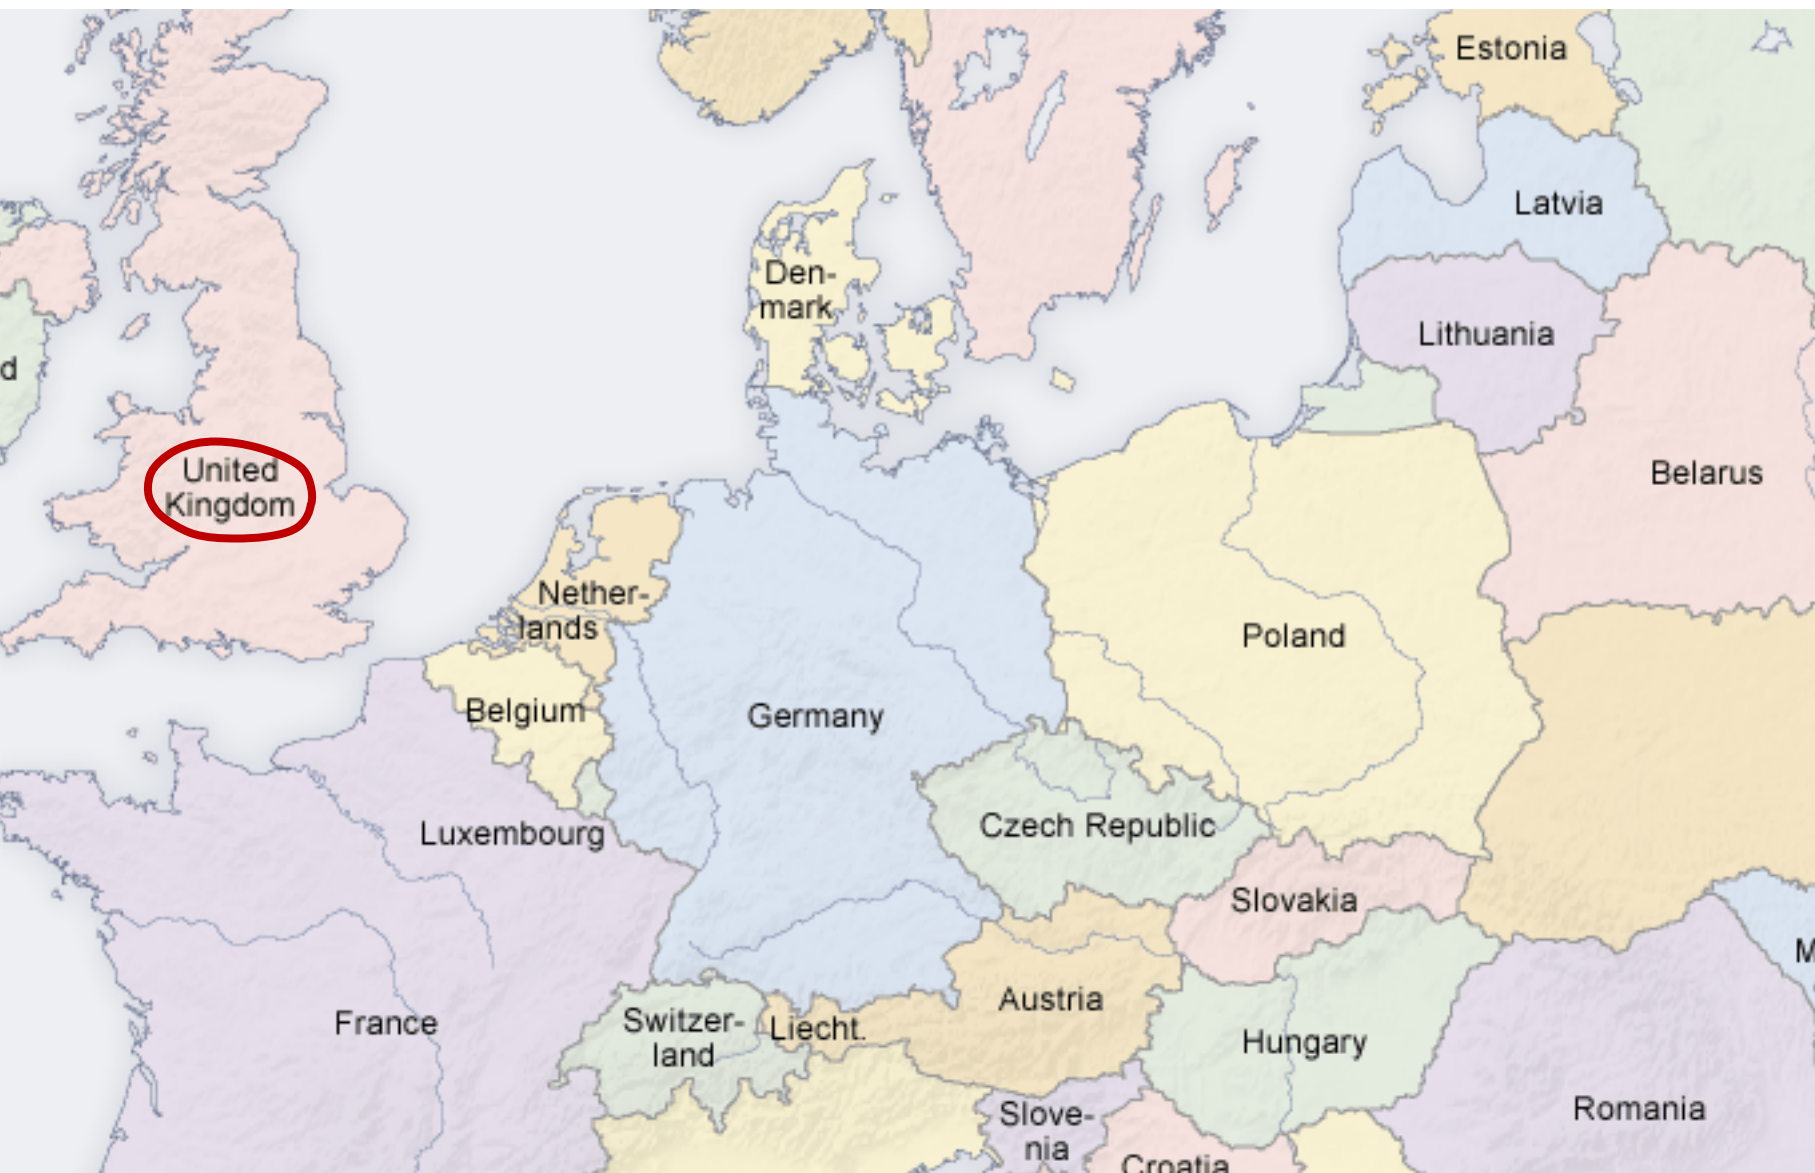 Estonia
Latvia
Den-
mark
Lithuania
d
United
Kingdom
Belarus
Nether-
lands
Poland
Belgium
Germany
Luxembourg
Czech Republic
Slovakia
M
France
Switzer-
land
Liecht.
Austria
Hungary
Slove-
nia
Romania
Croatia